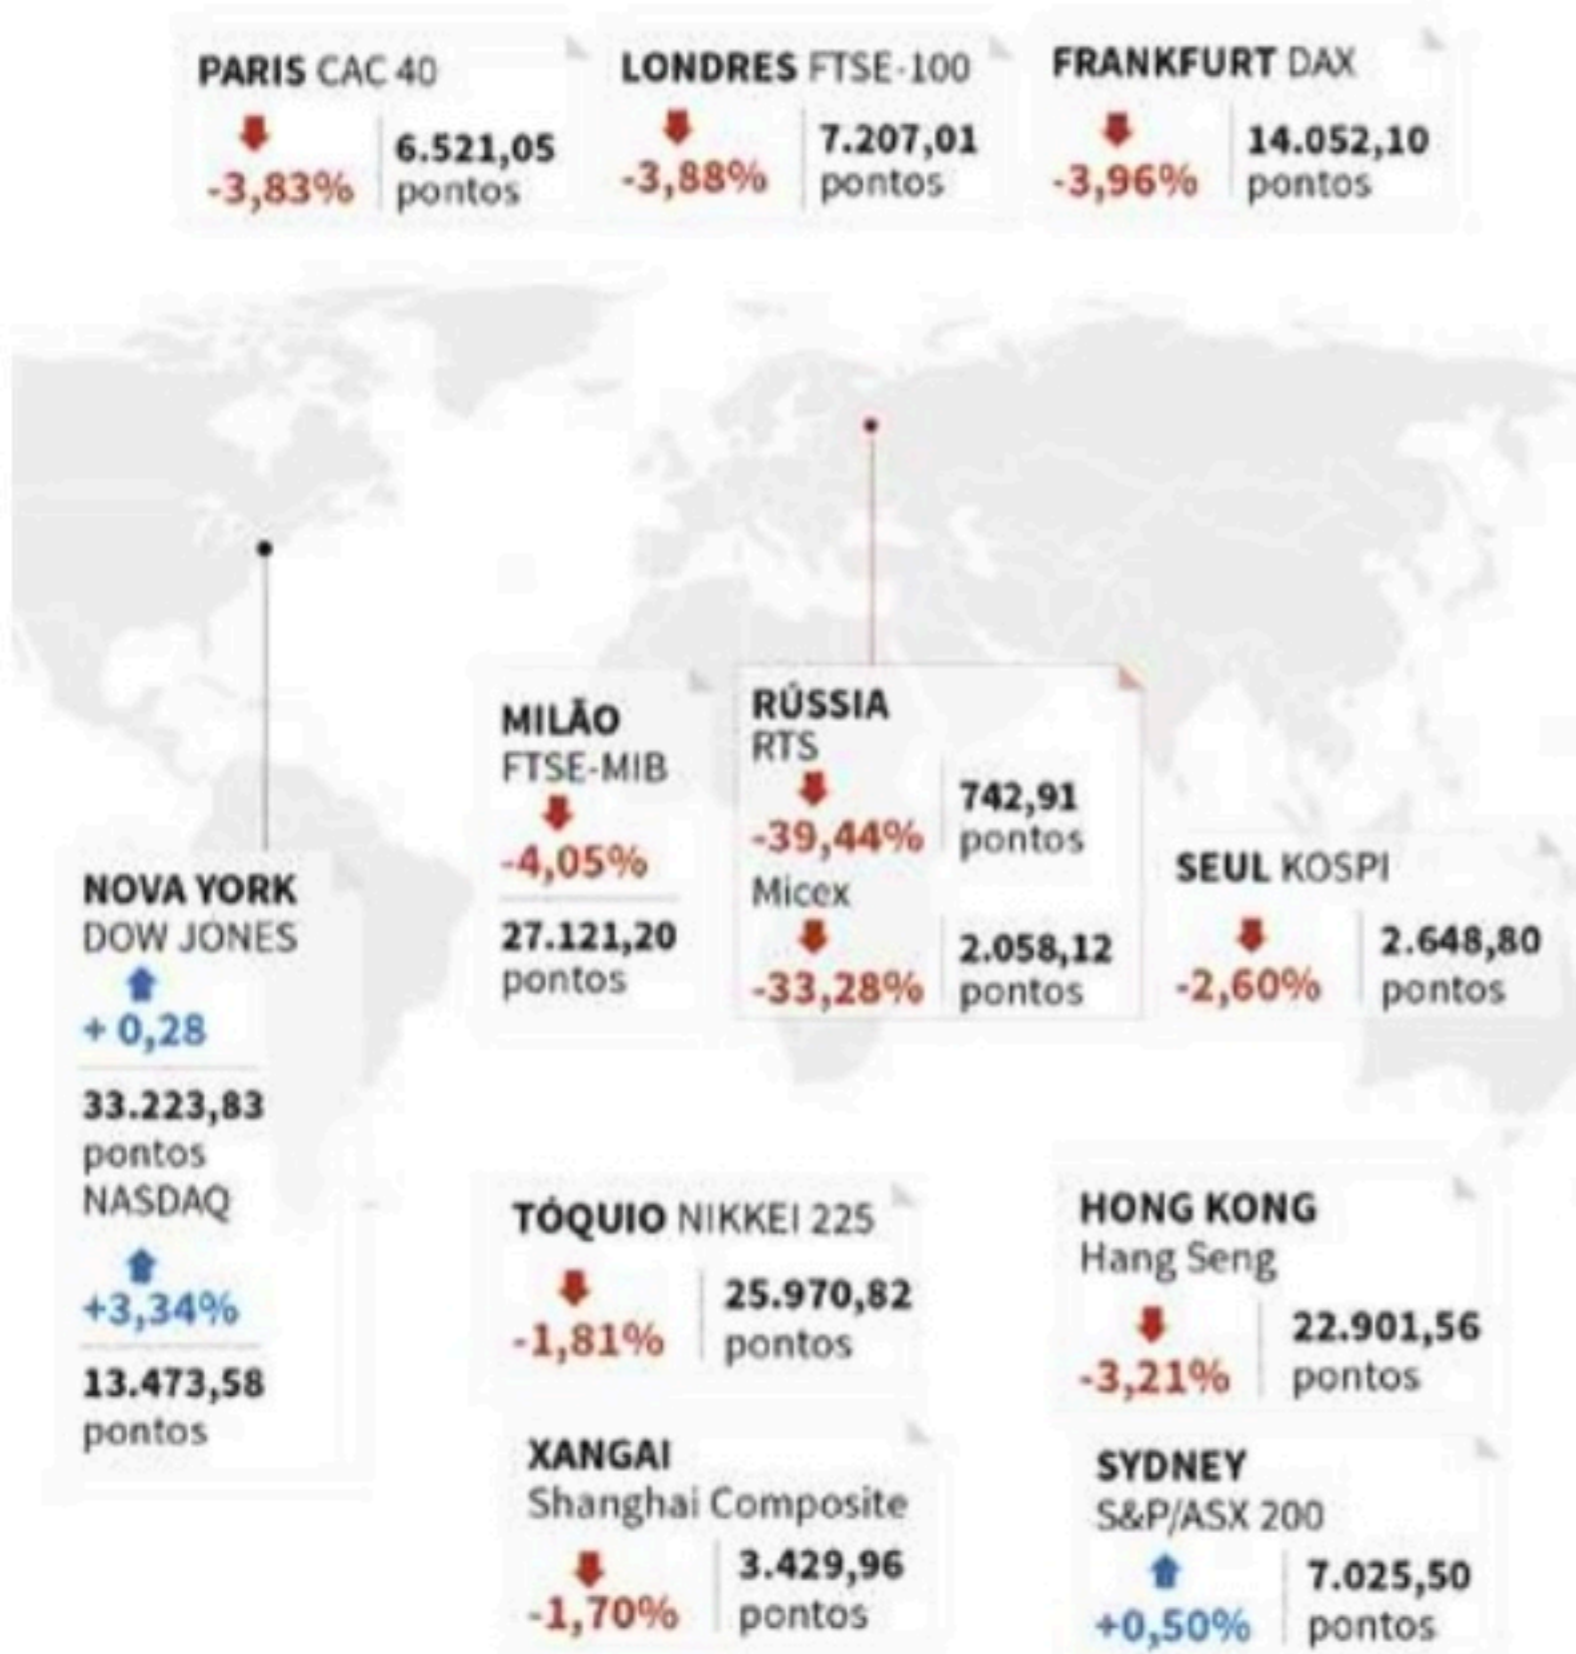 PARIS CAC 40
-3,83%
6.521,05
pontos
LONDRES FTSE-100
-3,88%
7.207,01
pontos
FRANKFURT DAX
-3,96%
14.052,10
pontos
MILÃO
FTSE-MIB
-4,05%
27.121,20
pontos
RÚSSIA
RTS
-39,44%
742,91
pontos
Micex
-33,28%
2.058,12
pontos
SEUL KOSPI
-2,60%
2.648,80
pontos
NOVA YORK
DOW JONES
+ 0,28
33.223,83
pontos
NASDAQ
+3,34%
13.473,58
pontos
TÓQUIO NIKKEI 225
-1,81%
25.970,82
pontos
HONG KONG
Hang Seng
-3,21%
22.901,56
pontos
XANGAI
Shanghai Composite
-1,70%
3.429,96
pontos
SYDNEY
S&P/ASX 200
+0,50%
7.025,50
pontos